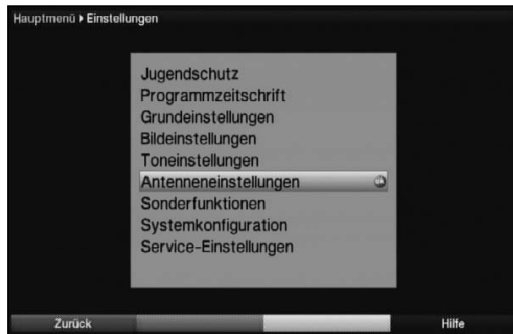 Hauptmenü ▸ Einstellungen
Jugendschutz
Programmzeitschrift
Grundeinstellungen
Bildeinstellungen
Toneinstellungen
Antenneneinstellungen
Sonderfunktionen
Systemkonfiguration
Service-Einstellungen
Zurück Hilfe